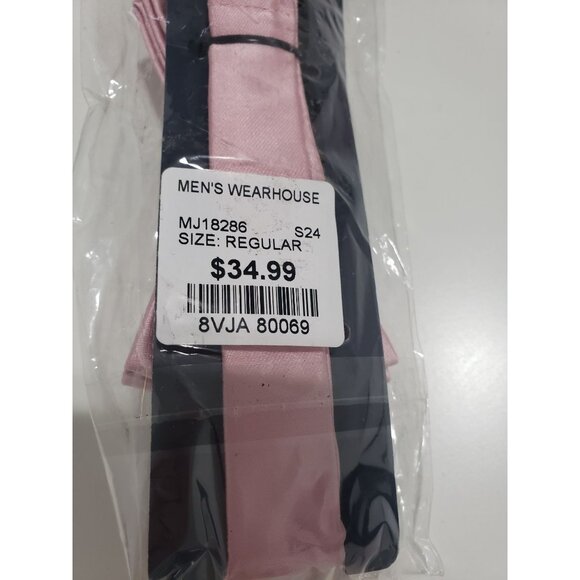 MEN'S WEARHOUSE
MJ18286 S24
SIZE: REGULAR
$34.99
8VJA 80069